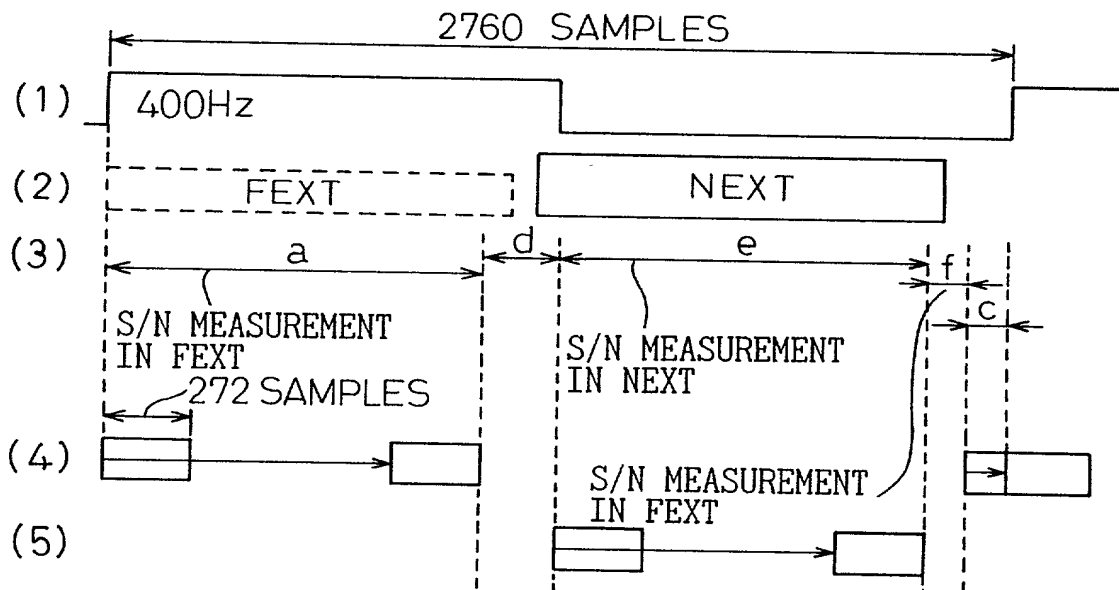 2760 SAMPLES
(1)
400Hz
(2)
FEXT
NEXT
(3)
a
d
e
f
c
S/N MEASUREMENT
IN FEXT
S/N MEASUREMENT
IN NEXT
272 SAMPLES
(4)
S/N MEASUREMENT
IN FEXT
(5)